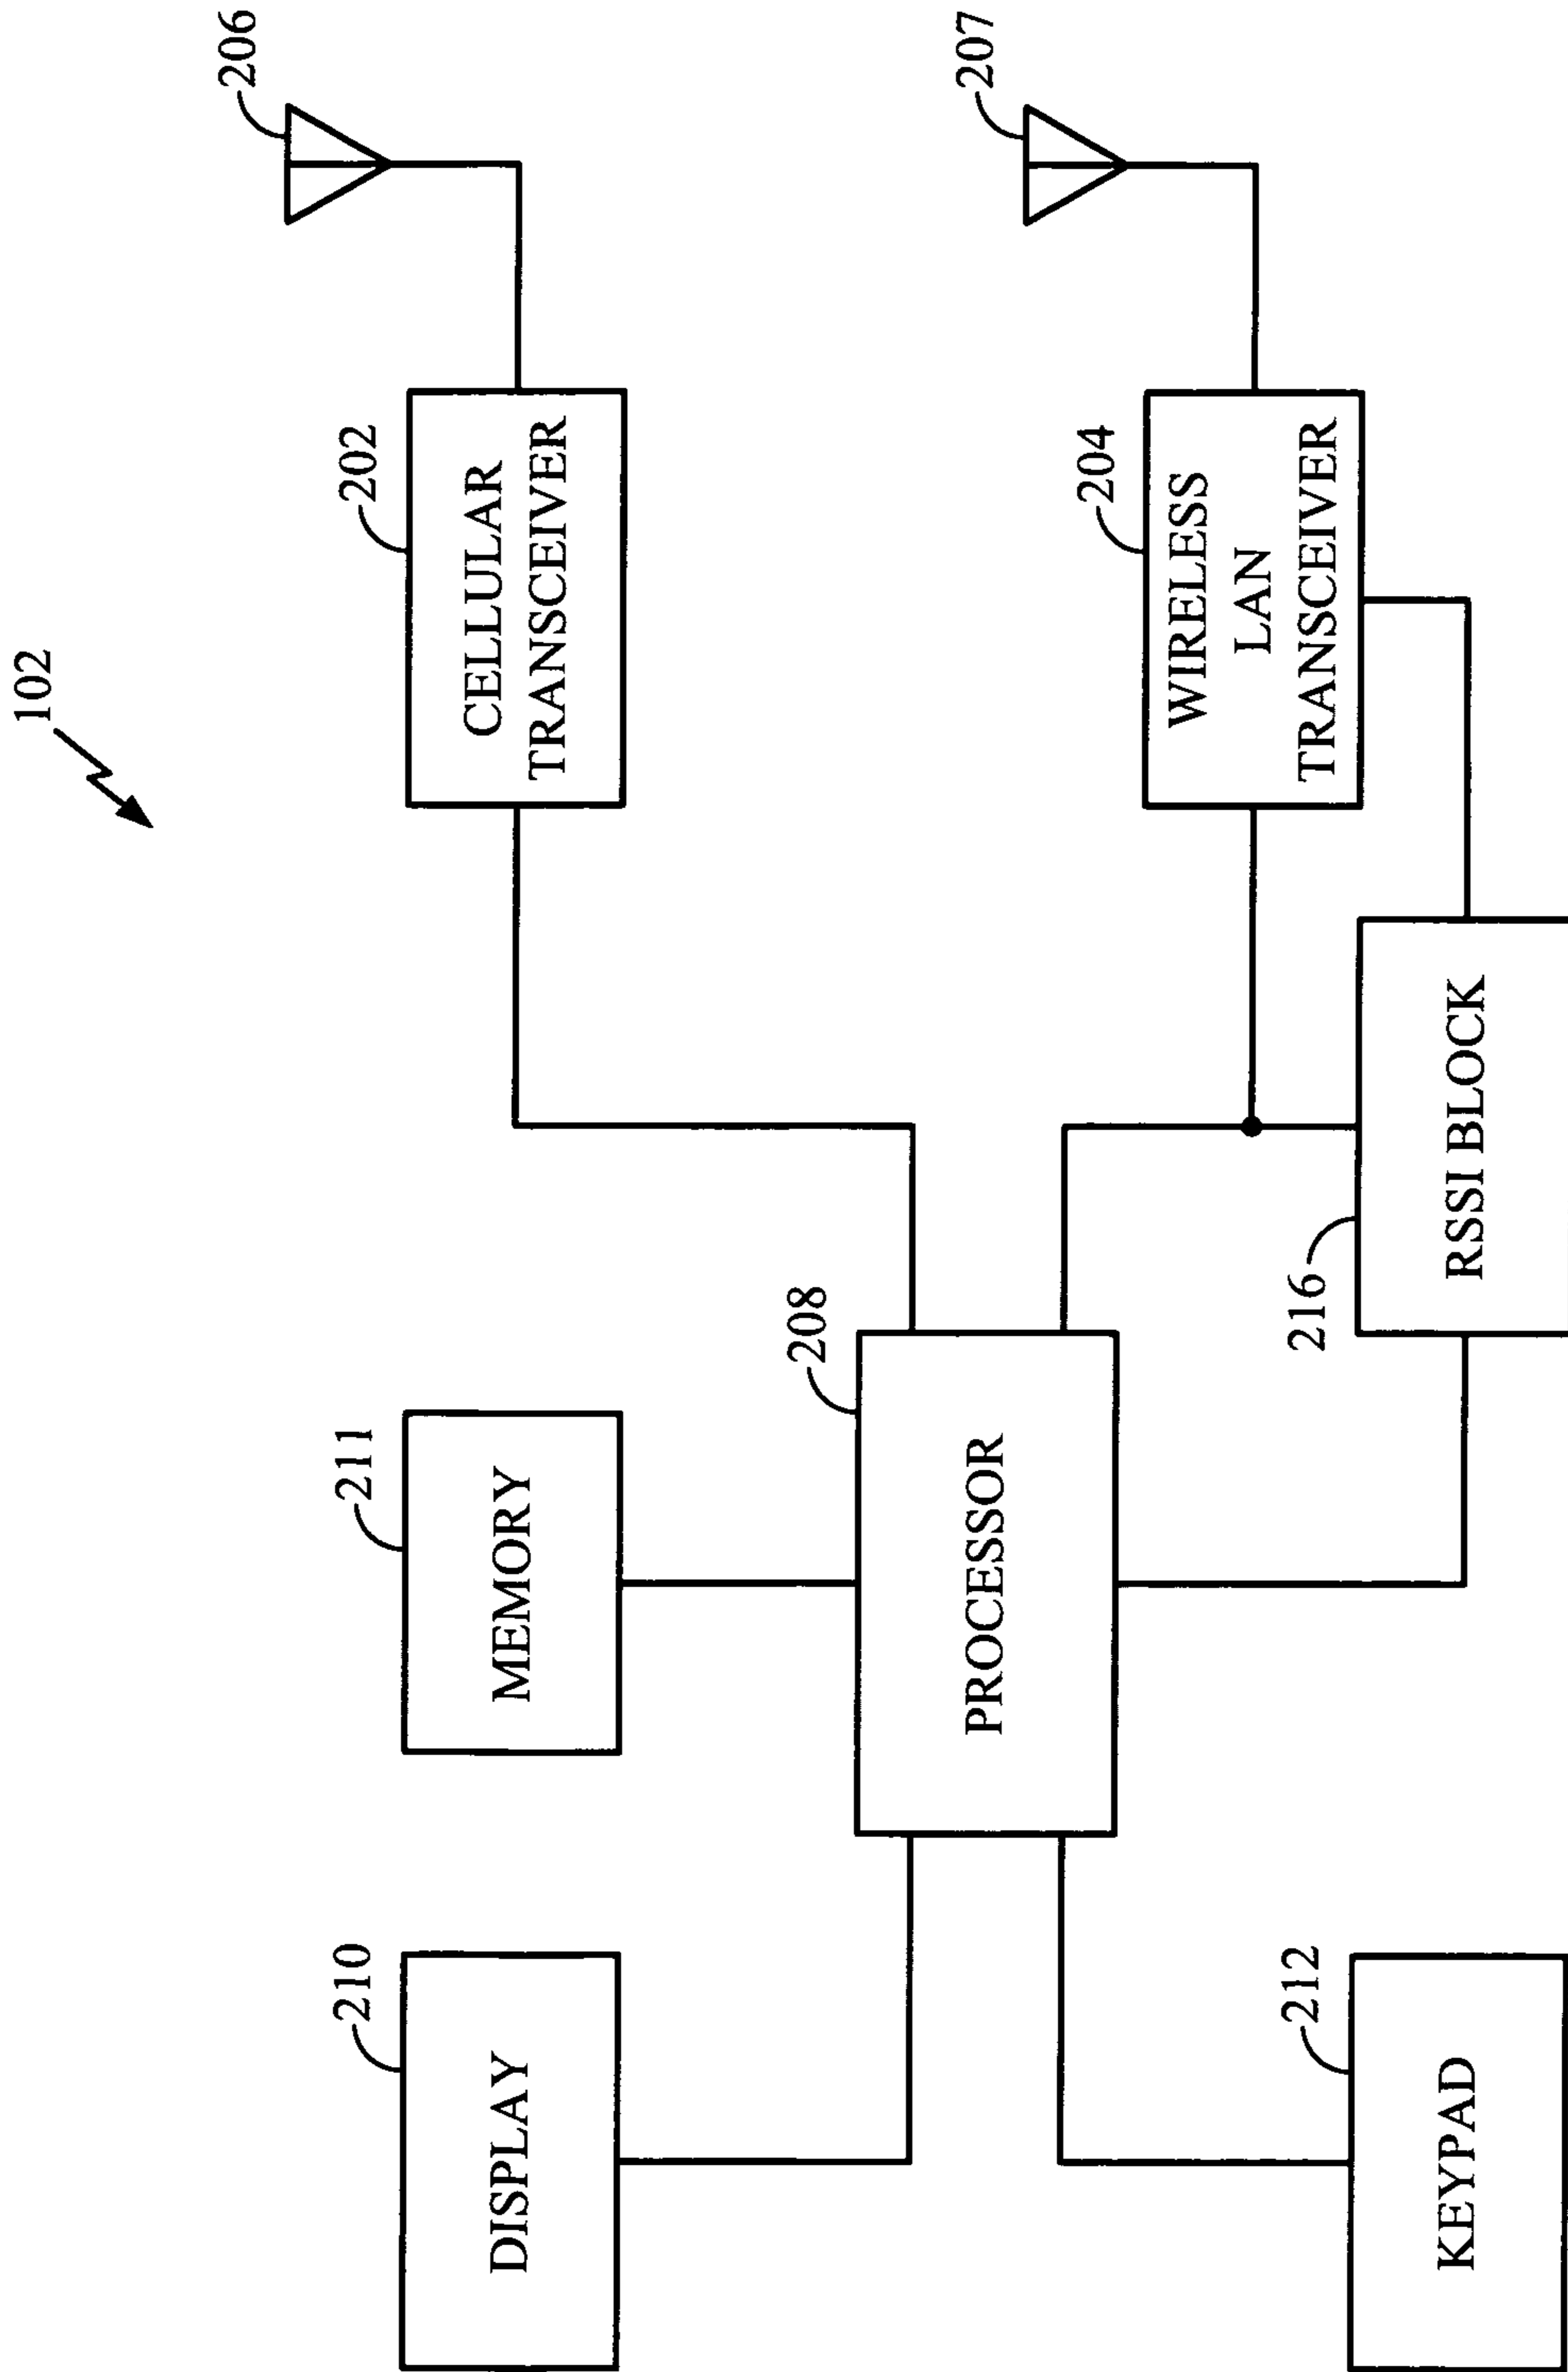 102
206
202
CELLULAR
TRANSCEIVER
211
MEMORY
210
DISPLAY
208
PROCESSOR
207
204
WIRELESS
LAN
TRANSCEIVER
216
RSSI BLOCK
212
KEYPAD